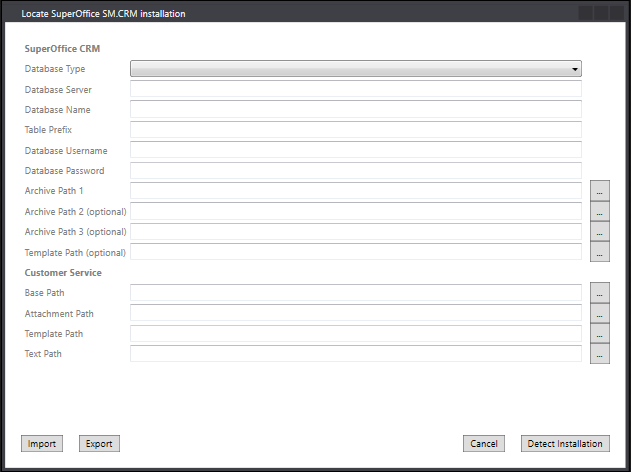 Locate SuperOffice SM.CRM installation
SuperOffice CRM
Database Type
Database Server
Database Name
Table Prefix
Database Username
Database Password
Archive Path 1
...
Archive Path 2 (optional)
...
Archive Path 3 (optional)
...
Template Path (optional)
...
Customer Service
Base Path
...
Attachment Path
...
Template Path
...
Text Path
...
Import Export Cancel Detect Installation